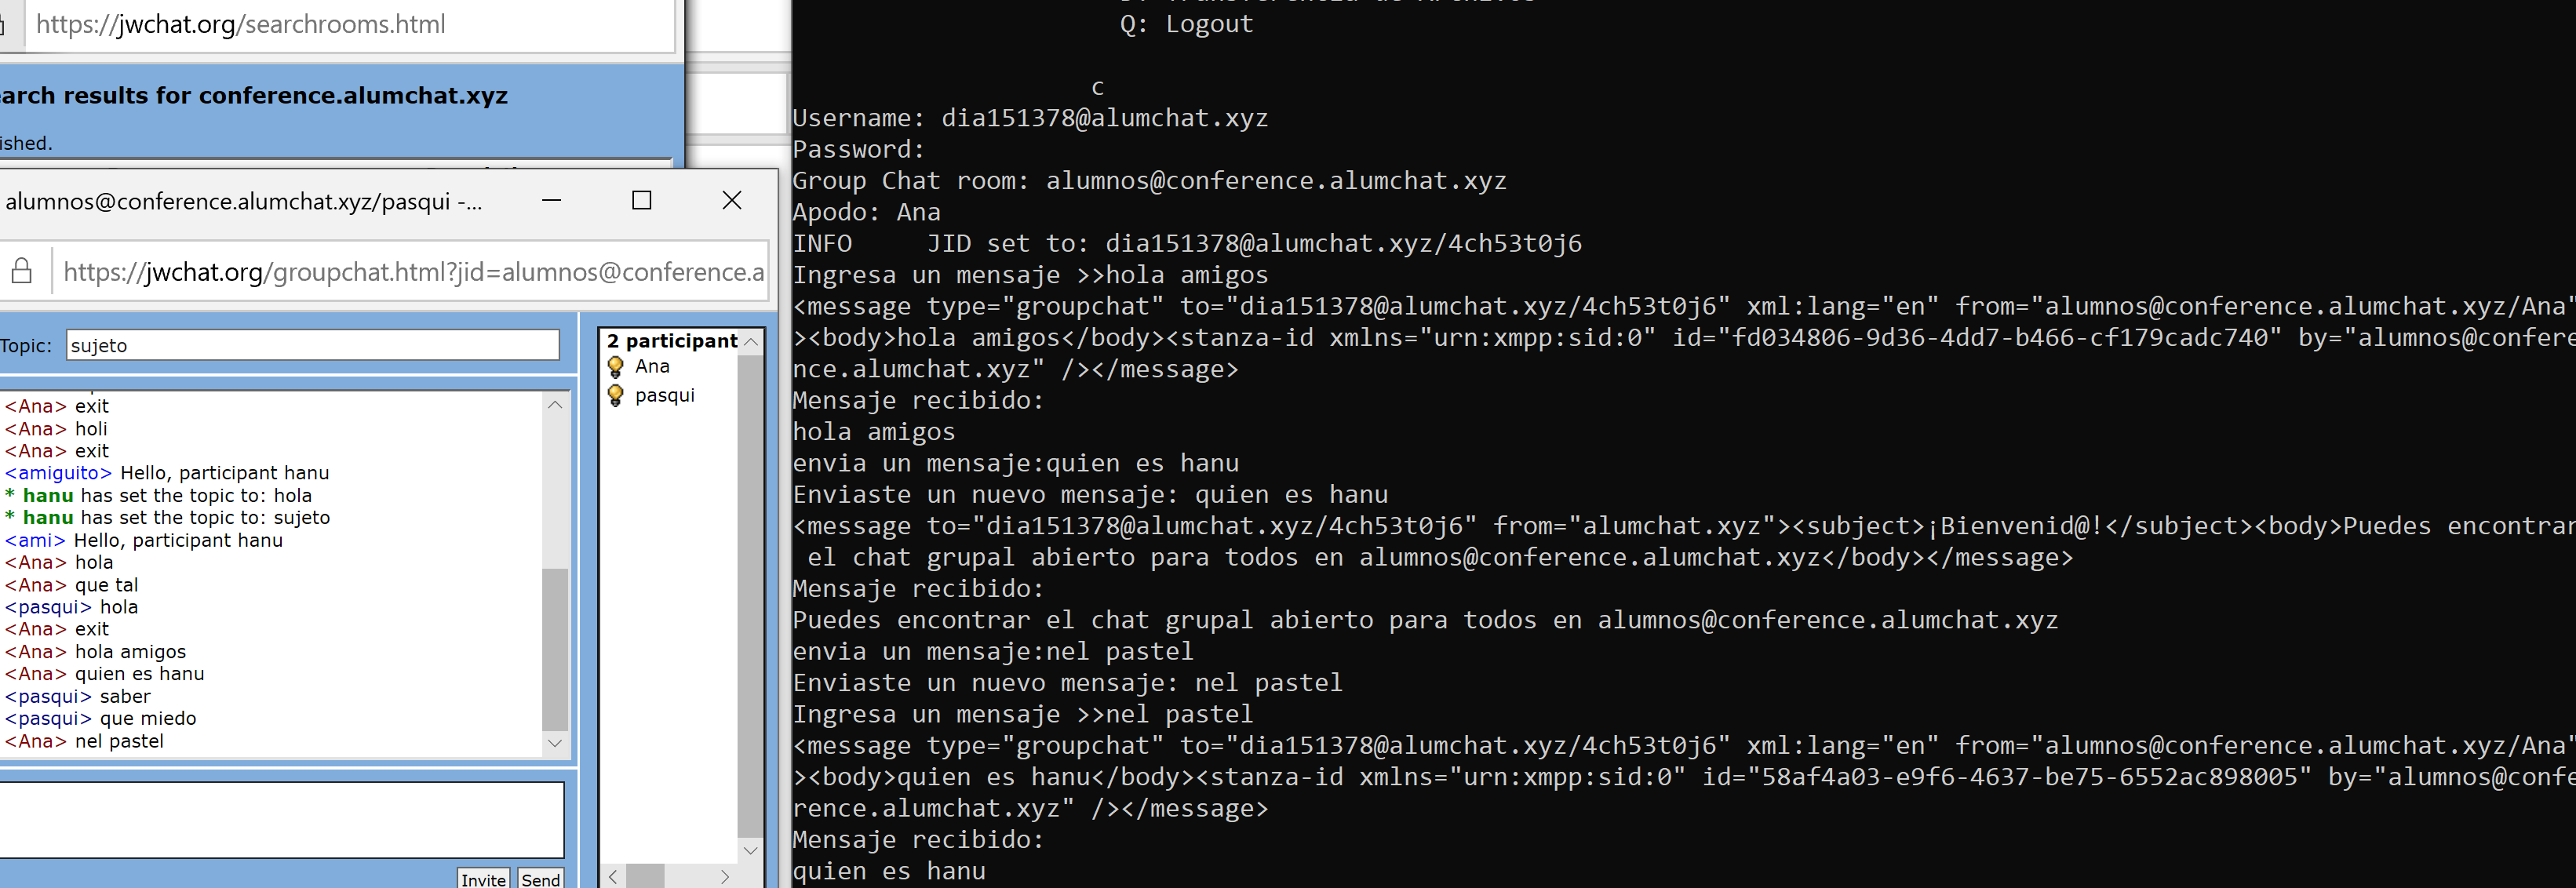 https://jwchat.org/searchrooms.html
arch results for conference.alumchat.xyz
ished.
alumnos@conference.alumchat.xyz/pasqui -...
https://jwchat.org/groupchat.html?jid=alumnos@conference.a
Topic: sujeto
2 participant
Ana
pasqui
<Ana> exit
<Ana> holi
<Ana> exit
<amiguito> Hello, participant hanu
* hanu has set the topic to: hola
* hanu has set the topic to: sujeto
<ami> Hello, participant hanu
<Ana> hola
<Ana> que tal
<pasqui> hola
<Ana> exit
<Ana> hola amigos
<Ana> quien es hanu
<pasqui> saber
<pasqui> que miedo
<Ana> nel pastel
Invite Send
Q: Logout
c
Username: dia151378@alumchat.xyz
Password:
Group Chat room: alumnos@conference.alumchat.xyz
Apodo: Ana
INFO     JID set to: dia151378@alumchat.xyz/4ch53t0j6
Ingresa un mensaje >>hola amigos
<message type="groupchat" to="dia151378@alumchat.xyz/4ch53t0j6" xml:lang="en" from="alumnos@conference.alumchat.xyz/Ana"
><body>hola amigos</body><stanza-id xmlns="urn:xmpp:sid:0" id="fd034806-9d36-4dd7-b466-cf179cadc740" by="alumnos@confere
nce.alumchat.xyz" /></message>
Mensaje recibido:
hola amigos
envia un mensaje:quien es hanu
Enviaste un nuevo mensaje: quien es hanu
<message to="dia151378@alumchat.xyz/4ch53t0j6" from="alumchat.xyz"><subject>¡Bienvenid@!</subject><body>Puedes encontrar
 el chat grupal abierto para todos en alumnos@conference.alumchat.xyz</body></message>
Mensaje recibido:
Puedes encontrar el chat grupal abierto para todos en alumnos@conference.alumchat.xyz
envia un mensaje:nel pastel
Enviaste un nuevo mensaje: nel pastel
Ingresa un mensaje >>nel pastel
<message type="groupchat" to="dia151378@alumchat.xyz/4ch53t0j6" xml:lang="en" from="alumnos@conference.alumchat.xyz/Ana"
><body>quien es hanu</body><stanza-id xmlns="urn:xmpp:sid:0" id="58af4a03-e9f6-4637-be75-6552ac898005" by="alumnos@confe
rence.alumchat.xyz" /></message>
Mensaje recibido:
quien es hanu